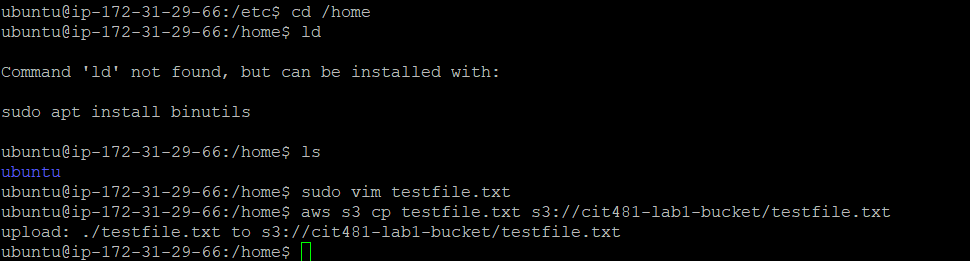 ubuntu@ip-172-31-29-66:/etc$ cd /home
ubuntu@ip-172-31-29-66:/home$ ld
Command 'ld' not found, but can be installed with:
sudo apt install binutils
ubuntu@ip-172-31-29-66:/home$ ls
ubuntu
ubuntu@ip-172-31-29-66:/home$ sudo vim testfile.txt
ubuntu@ip-172-31-29-66:/home$ aws s3 cp testfile.txt s3://cit481-lab1-bucket/testfile.txt
upload: ./testfile.txt to s3://cit481-lab1-bucket/testfile.txt
ubuntu@ip-172-31-29-66:/home$